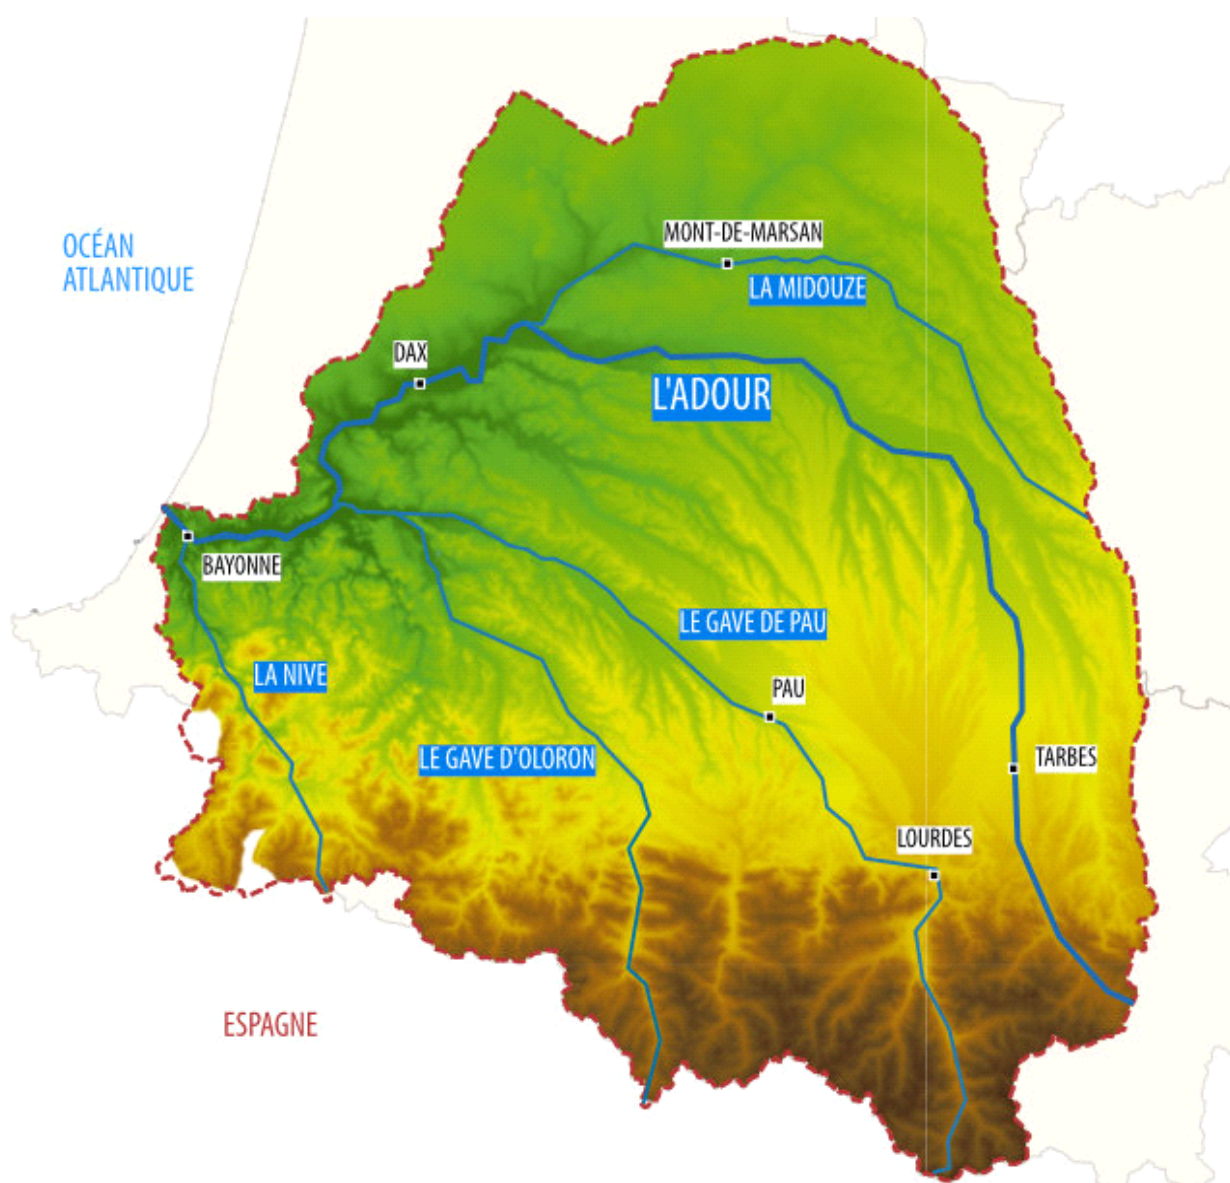 OCÉAN
ATLANTIQUE
MONT-DE-MARSAN
LA MIDOUZE
DAX
L'ADOUR
BAYONNE
LE GAVE DE PAU
LA NIVE
PAU
LE GAVE D'OLORON
TARBES
LOURDES
ESPAGNE